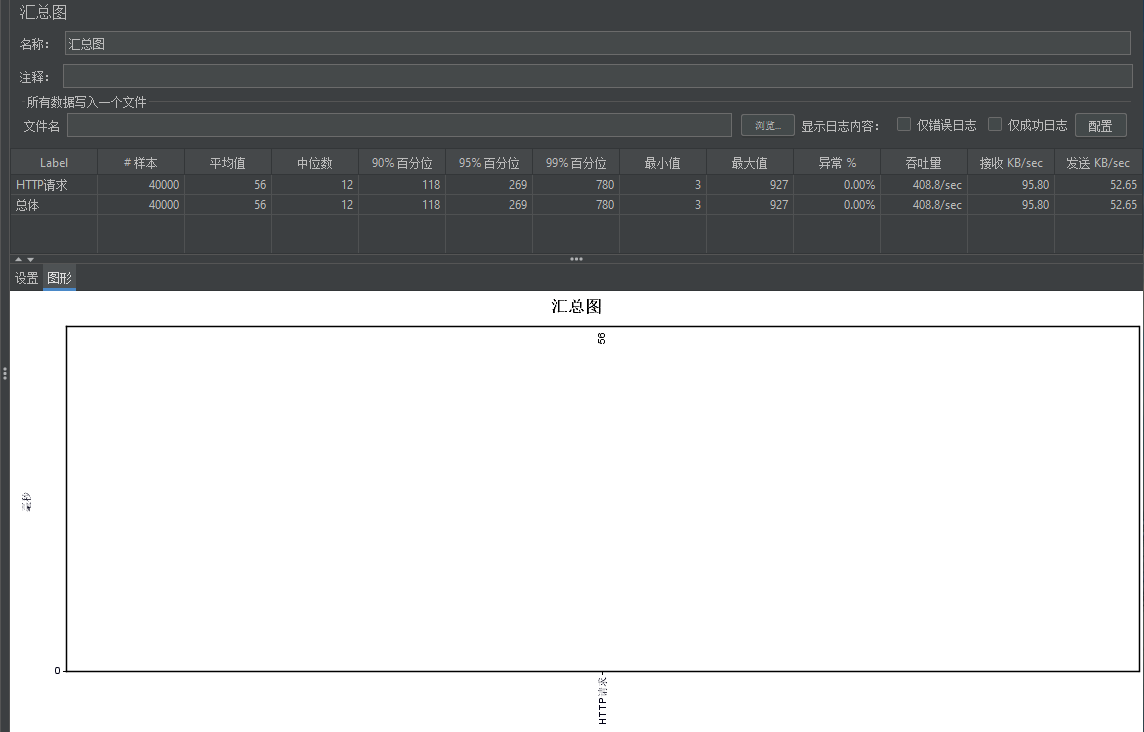 汇总图
名称: 汇总图
注释:
所有数据写入一个文件
文件名 浏览... 显示日志内容: 仅错误日志 仅成功日志 配置
Label # 样本 平均值 中位数 90% 百分位 95% 百分位 99% 百分位 最小值 最大值 异常 % 吞吐量 接收 KB/sec 发送 KB/sec
HTTP请求 40000 56 12 118 269 780 3 927 0.00% 408.8/sec 95.80 52.65
总体 40000 56 12 118 269 780 3 927 0.00% 408.8/sec 95.80 52.65
设置 图形
汇总图
56
毫秒
0
HTTP请求